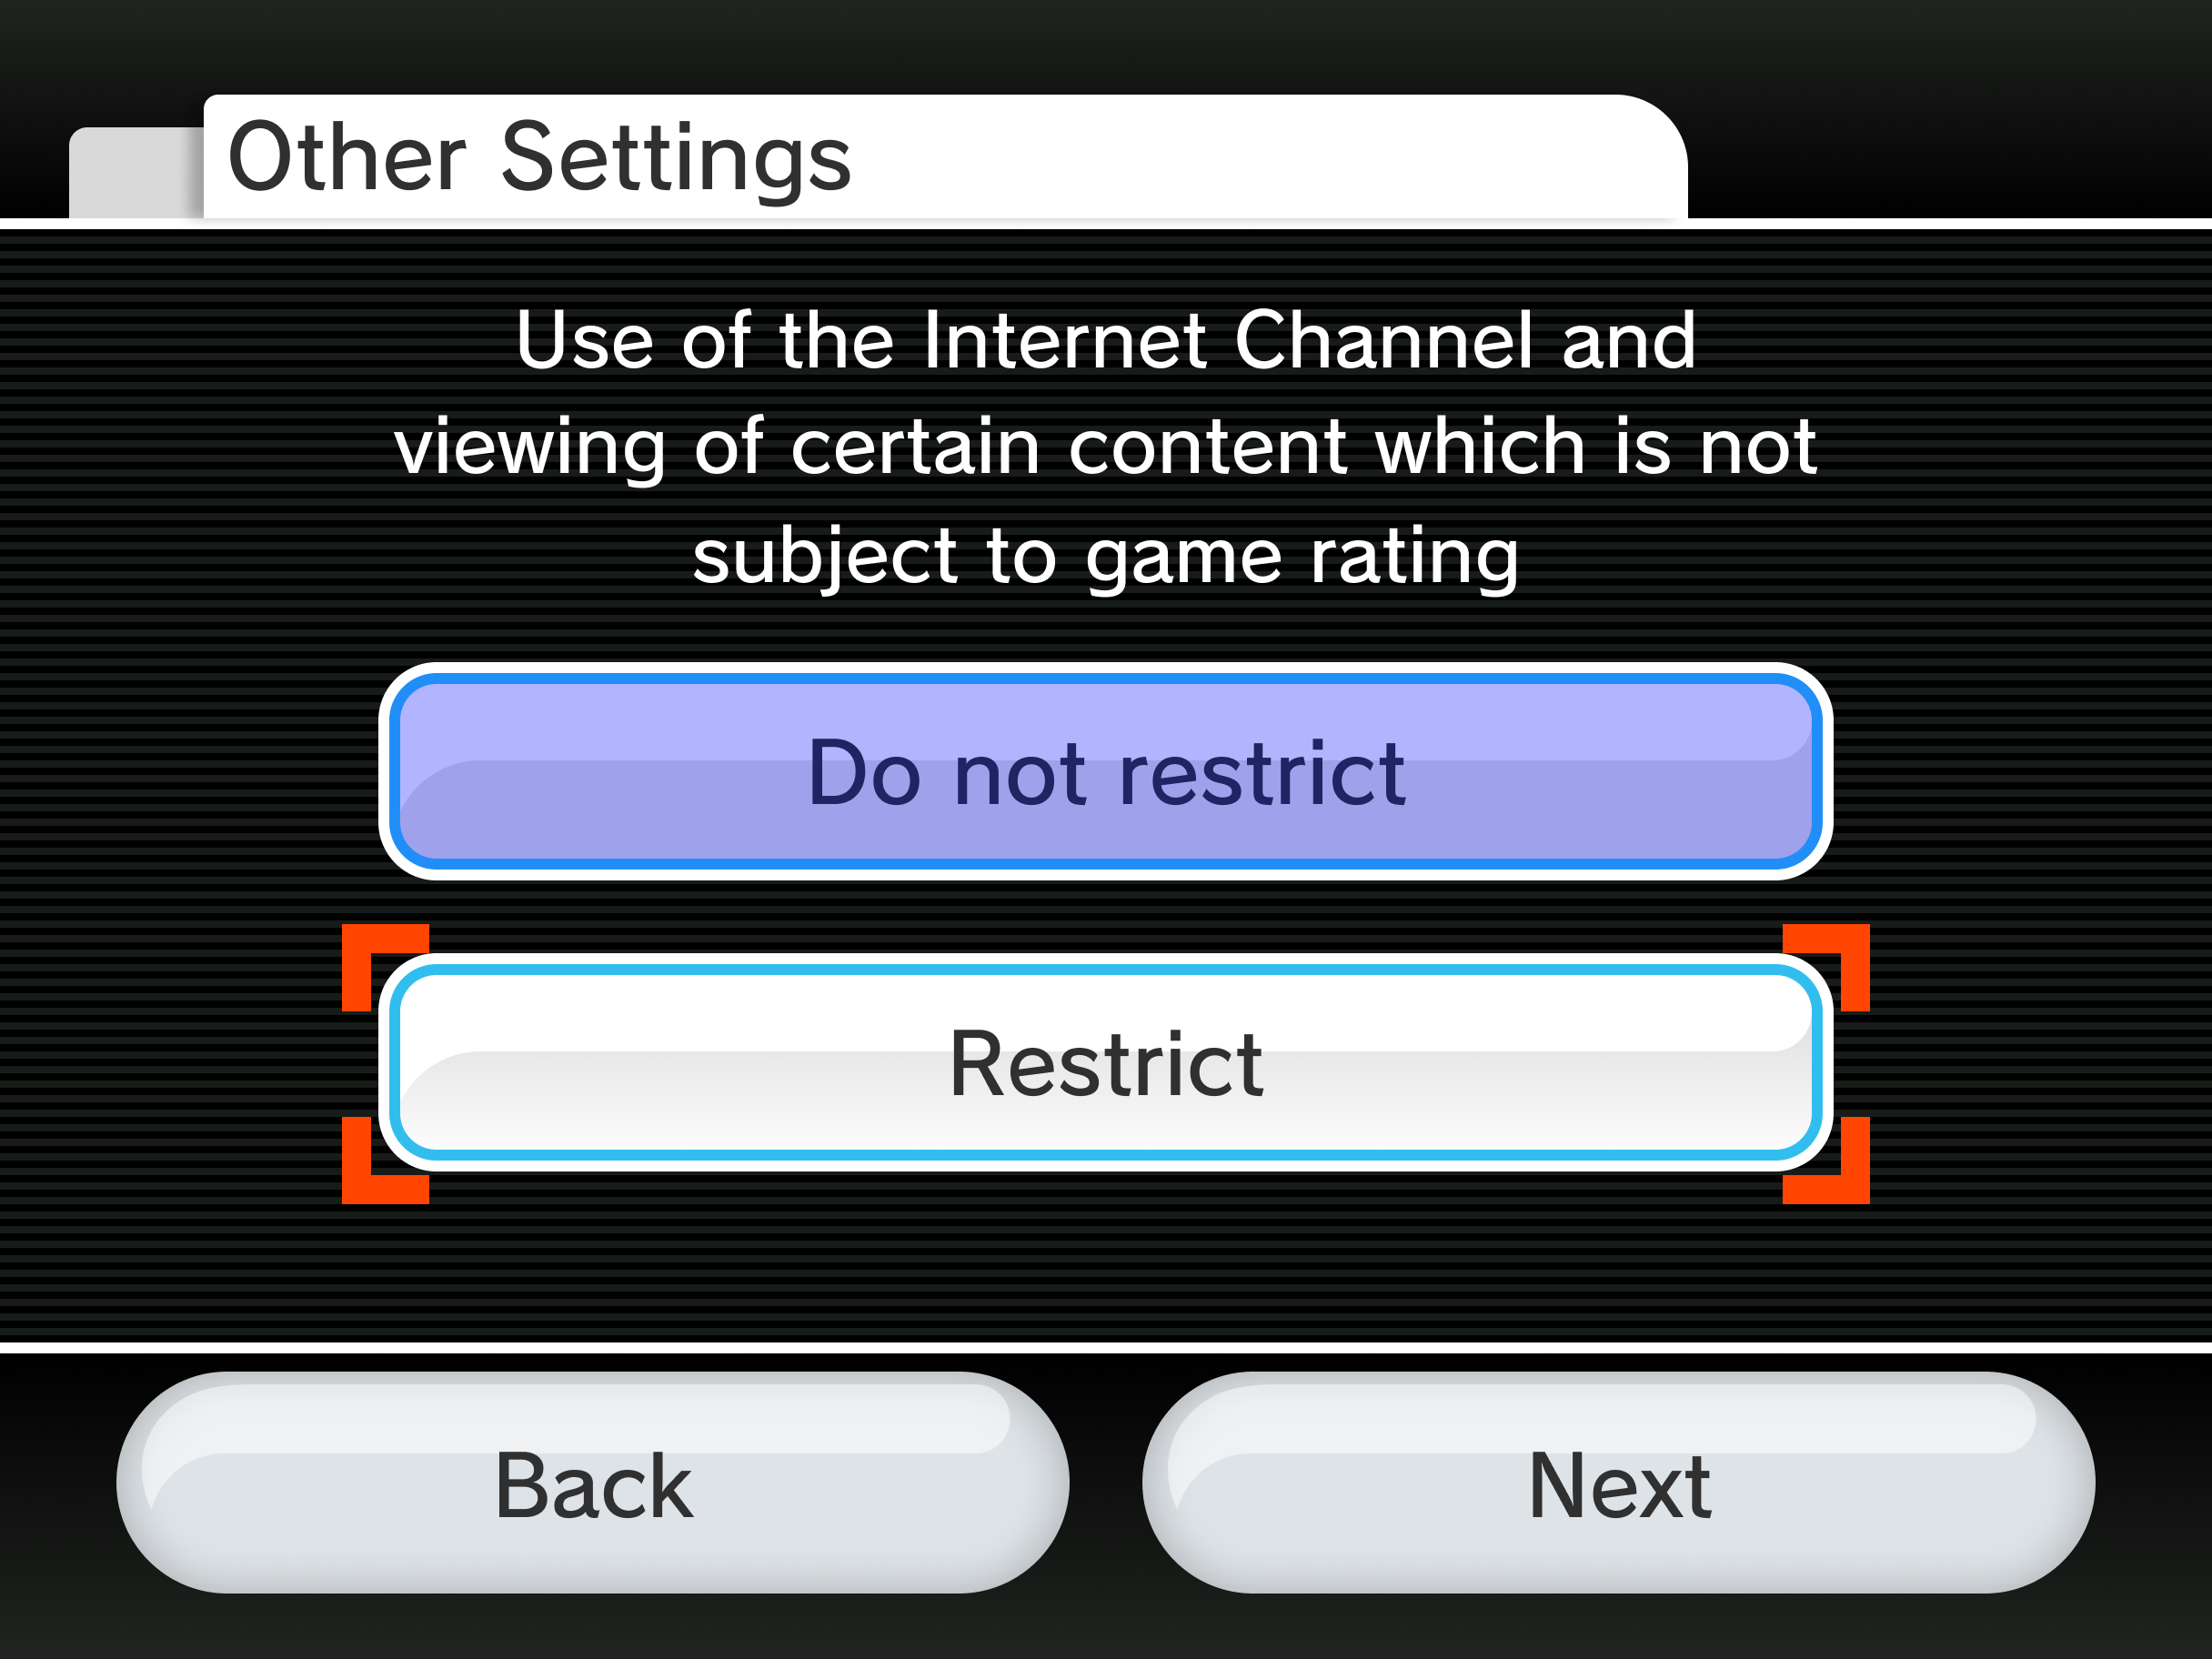 Other Settings
Use of the Internet Channel and
viewing of certain content which is not
subject to game rating
Do not restrict
Restrict
Back
Next